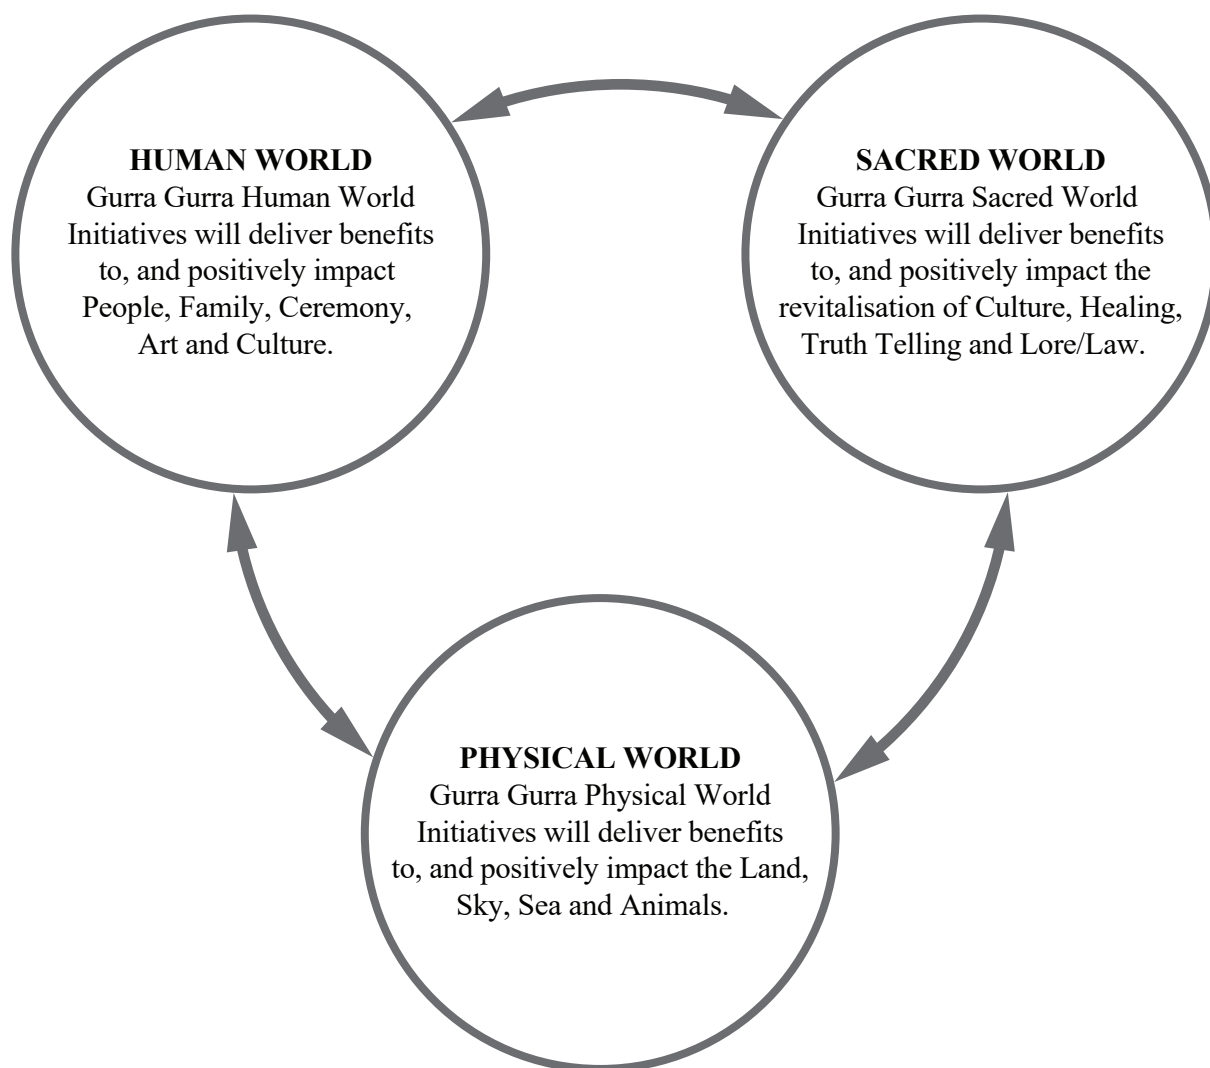 HUMAN WORLD
Gurra Gurra Human World
Initiatives will deliver benefits
to, and positively impact
People, Family, Ceremony,
Art and Culture.
SACRED WORLD
Gurra Gurra Sacred World
Initiatives will deliver benefits
to, and positively impact the
revitalisation of Culture, Healing,
Truth Telling and Lore/Law.
PHYSICAL WORLD
Gurra Gurra Physical World
Initiatives will deliver benefits
to, and positively impact the Land,
Sky, Sea and Animals.